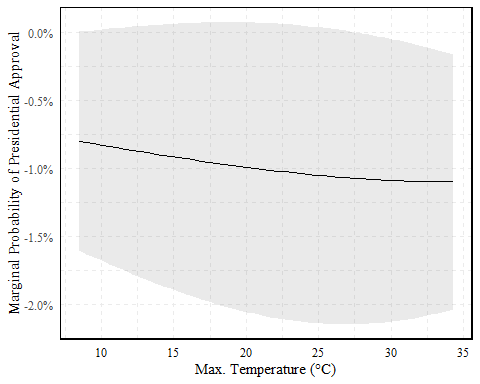 Marginal Probability of Presidential Approval
0.0%
-0.5%
-1.0%
-1.5%
-2.0%
10 15 20 25 30 35
Max. Temperature (°C)